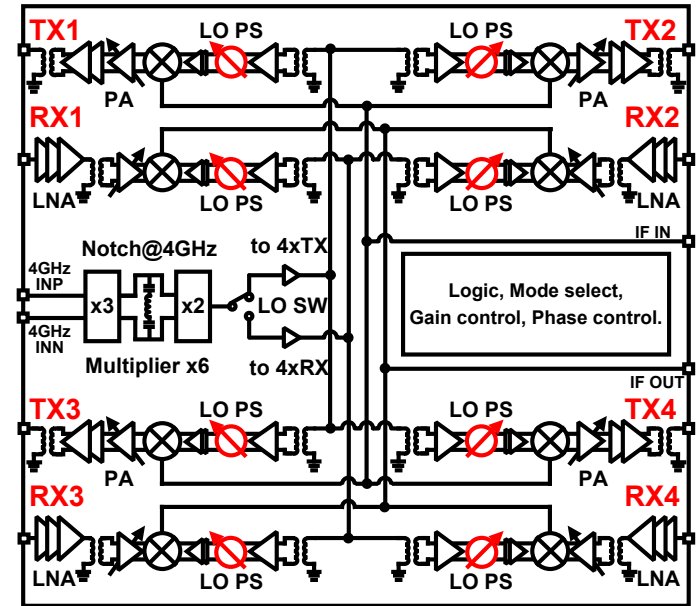 TX1 LO PS LO PS TX2
PA PA
RX1 RX2
LNA LO PS LO PS LNA
IF IN
Notch@4GHz to 4xTX
4GHz
INP
x3 x2 LO SW
4GHz
INN
Multiplier x6 to 4xRX
Logic, Mode select,
Gain control, Phase control.
IF OUT
TX3 LO PS LO PS TX4
PA PA
RX3 RX4
LNA LO PS LO PS LNA